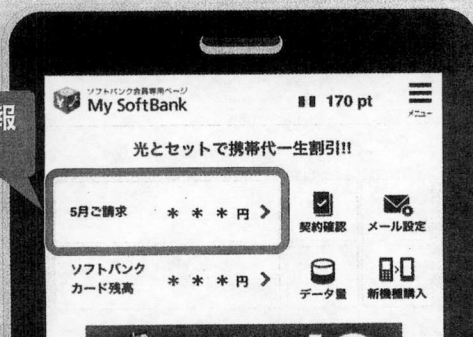 報
ソフトバンク会員専用ページ
My SoftBank
170 pt
メニュー
光とセットで携帯代一生割引!!
5月ご請求 ＊ ＊ ＊ 円
契約確認
メール設定
ソフトバンク
カード残高 ＊ ＊ ＊ 円
データ量
新機種購入